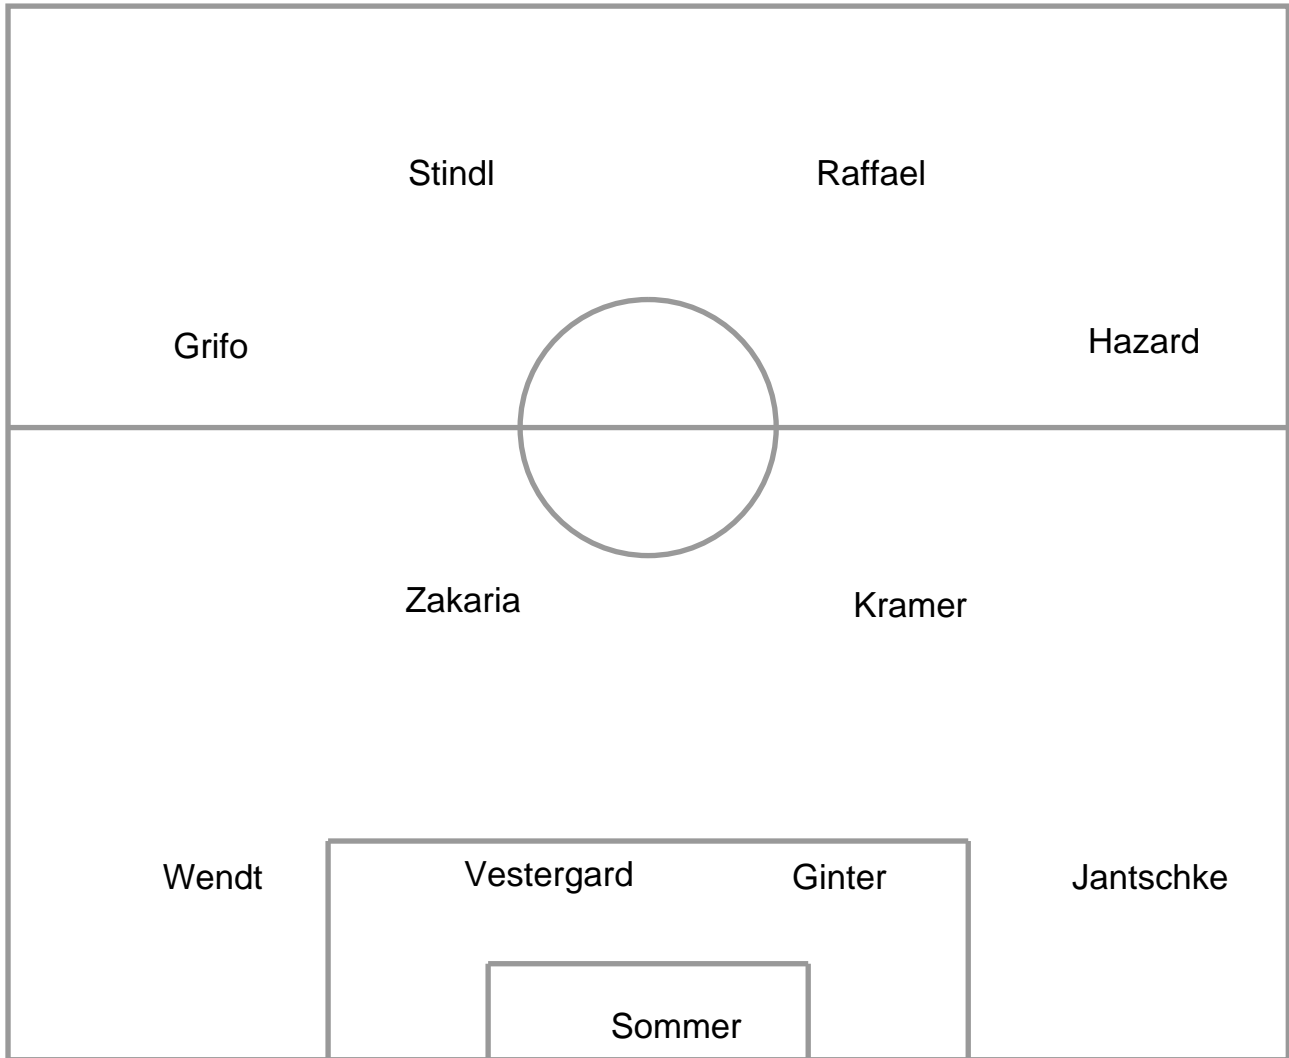 Stindl Raffael
Grifo Hazard
Zakaria Kramer
Wendt Vestergard Ginter Jantschke
Sommer